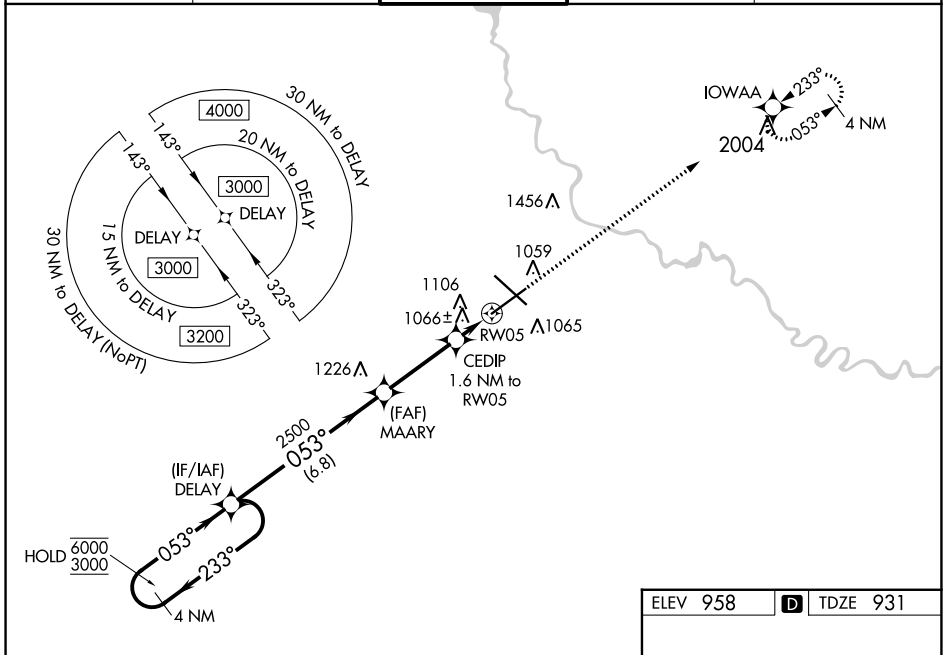 4000
30 NM to DELAY
143°
20 NM to DELAY
3000
DELAY
323°
143°
DELAY
15 NM to DELAY
3000
323°
3200
30 NM to DELAY (NoPT)
IOWAA
233°
053°
4 NM
2004
1456
1059
1106
1066±
RW05
1065
CEDIP
1.6 NM to
RW05
1226
(FAF)
MAARY
2500
053°
(6.8)
(IF/IAF)
DELAY
053°
233°
HOLD 6000
3000
4 NM
ELEV 958 D TDZE 931